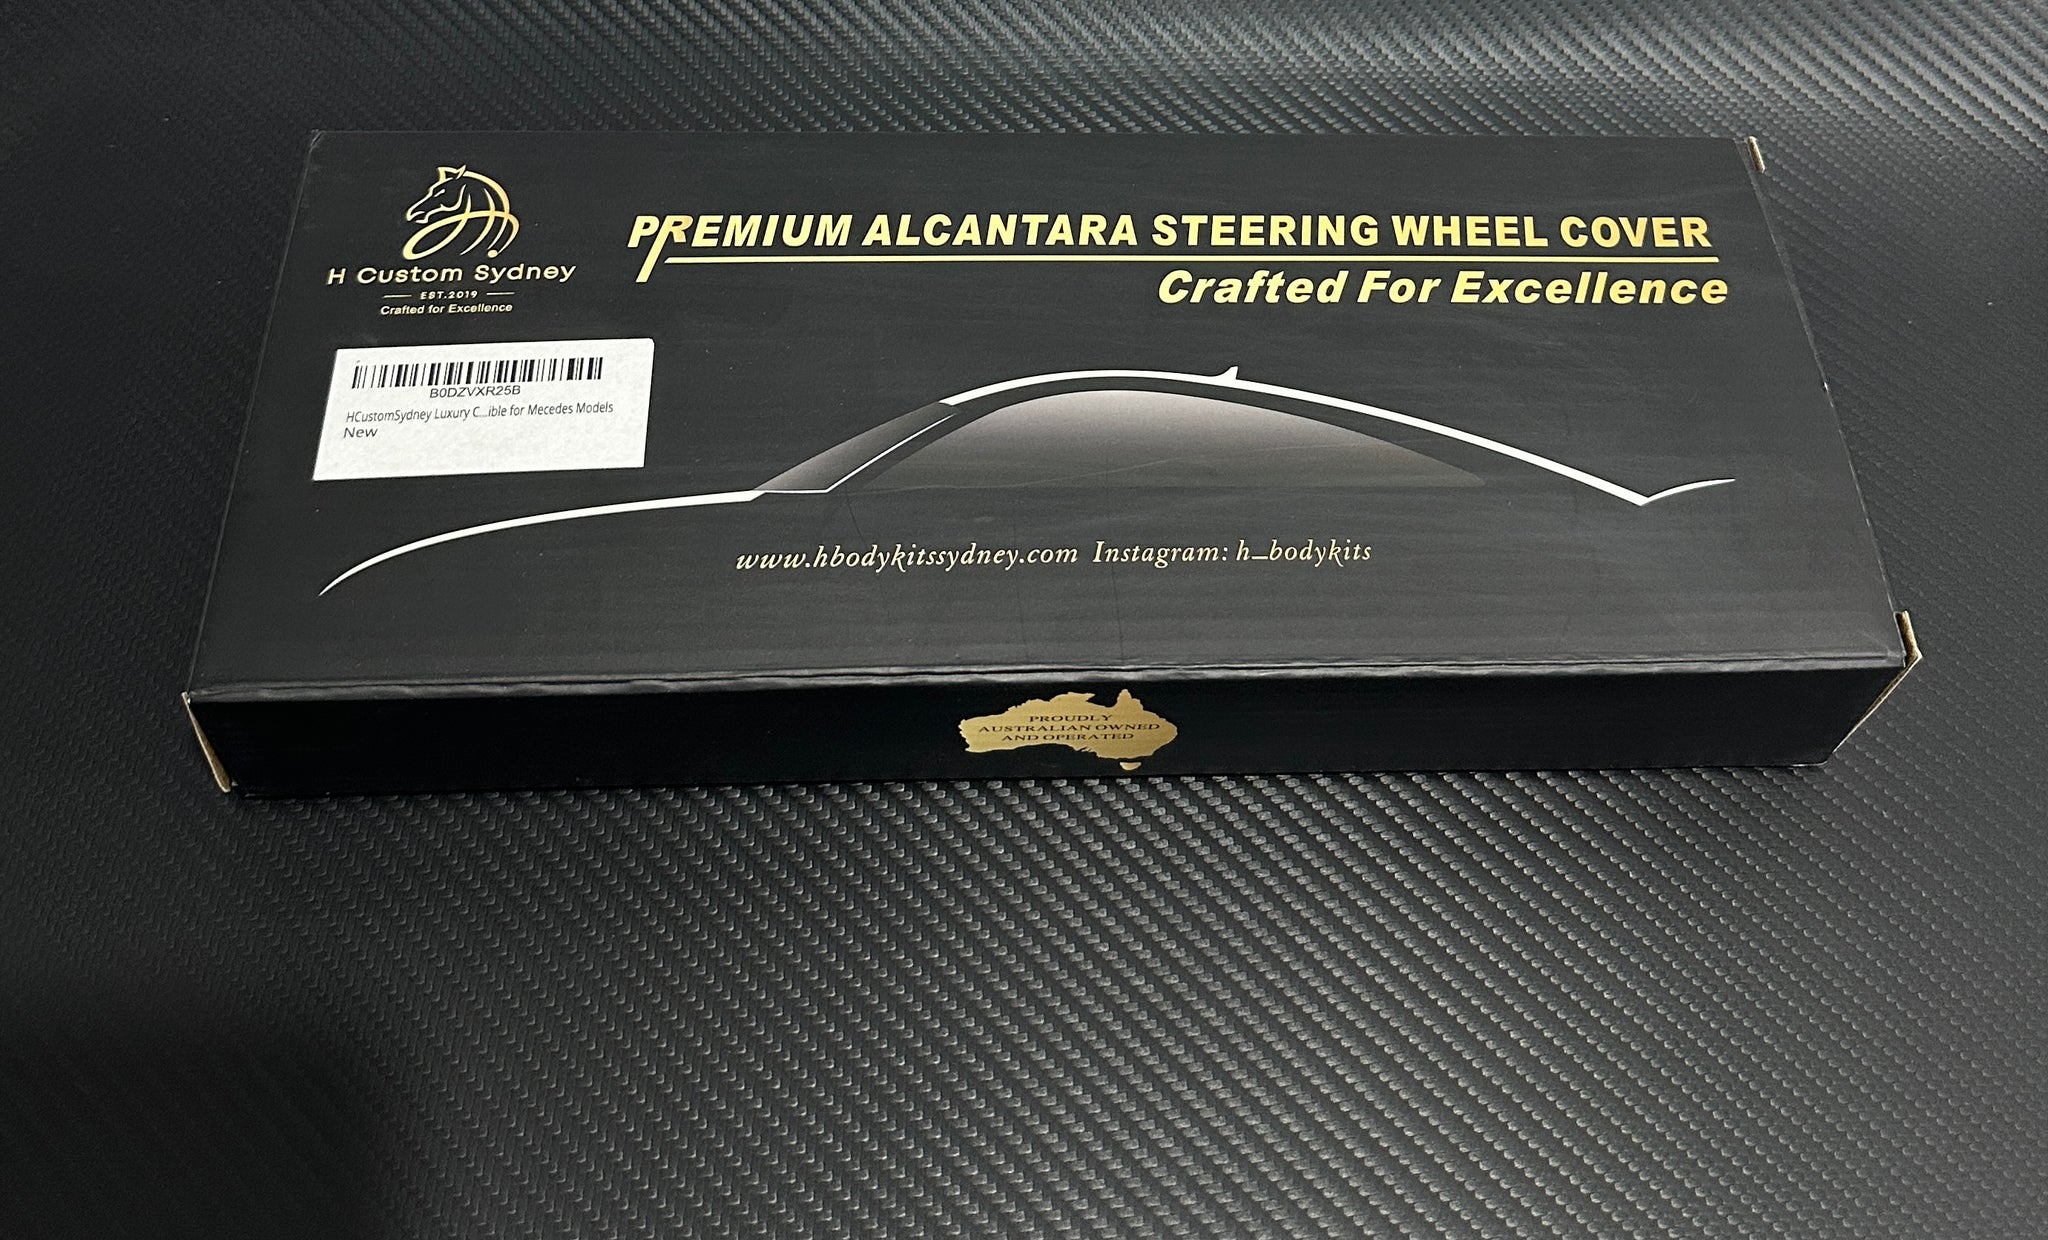 H Custom Sydney
EST.2019
Crafted for Excellence
PREMIUM ALCANTARA STEERING WHEEL COVER
Crafted For Excellence
B0DZVXR25B
HCustomSydney Luxury C...ible for Mecedes Models
New
www.hbodykitssydney.com Instagram: h_bodykits
PROUDLY
AUSTRALIAN OWNED
AND OPERATED